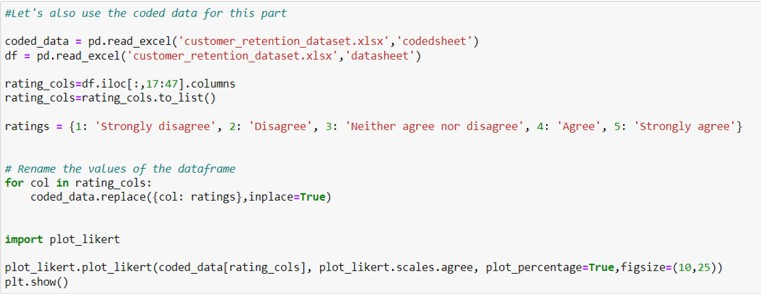 #Let's also use the coded data for this part
coded_data = pd.read_excel('customer_retention_dataset.xlsx','codedsheet')
df = pd.read_excel('customer_retention_dataset.xlsx','datasheet')
rating_cols=df.iloc[:,17:47].columns
rating_cols=rating_cols.to_list()
ratings = {1: 'Strongly disagree', 2: 'Disagree', 3: 'Neither agree nor disagree', 4: 'Agree', 5: 'Strongly agree'}
# Rename the values of the dataframe
for col in rating_cols:
    coded_data.replace({col: ratings},inplace=True)
import plot_likert
plot_likert.plot_likert(coded_data[rating_cols], plot_likert.scales.agree, plot_percentage=True,figsize=(10,25))
plt.show()